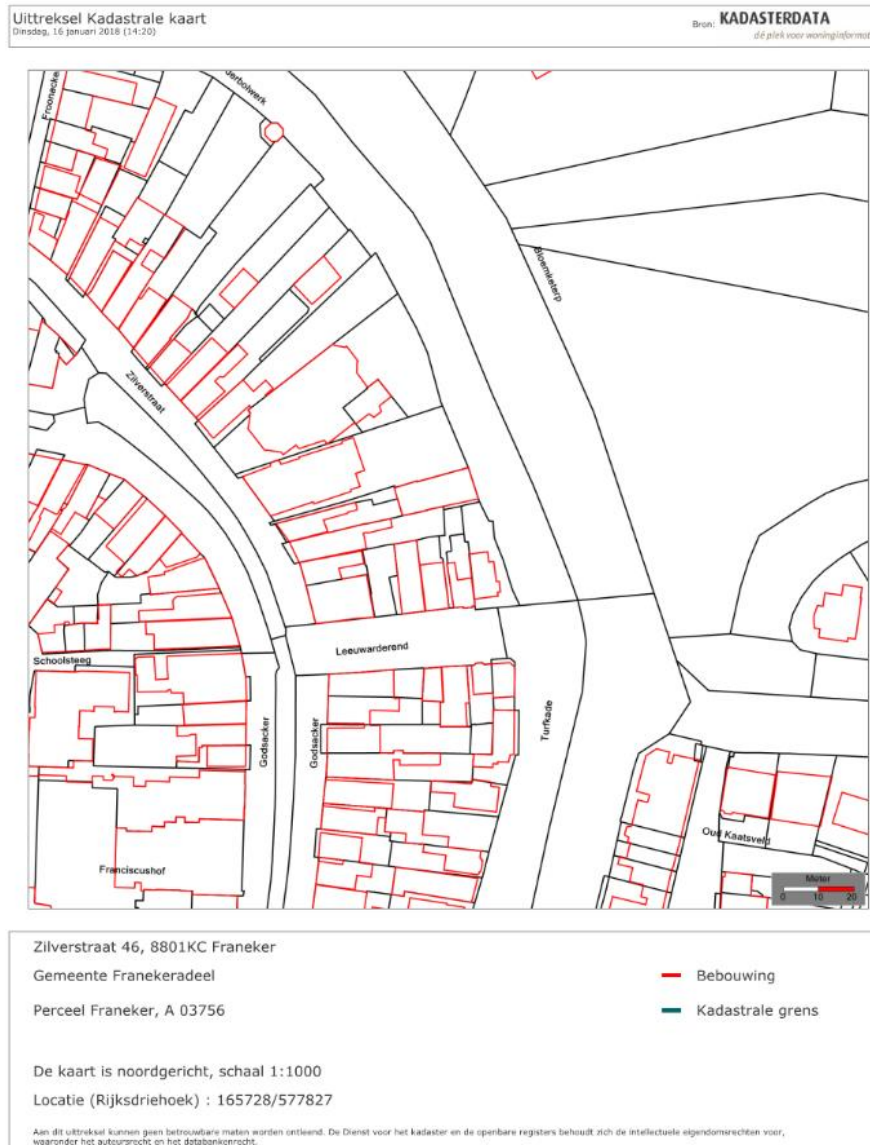 Uittreksel Kadastrale kaart
Dinsdag, 16 januari 2018 (14:20)
Bron: KADASTERDATA
dé plek voor woninginformat
Froonacke
jerbolwerk
Bloemketerp
Zilverstraat
Leeuwarderend
Schoolsteeg
Godsacker
Godsacker
Turfkade
Oud Kaatsveld
Franciscushof
Meter
0 10 20
Zilverstraat 46, 8801KC Franeker
Gemeente Franekeradeel
Bebouwing
Perceel Franeker, A 03756
Kadastrale grens
De kaart is noordgericht, schaal 1:1000
Locatie (Rijksdriehoek) : 165728/577827
Aan dit uittreksel kunnen geen betrouwbare maten worden ontleend. De Dienst voor het kadaster en de openbare registers behoudt zich de intellectuele eigendomsrechten voor,
waaronder het auteursrecht en het databankenrecht.